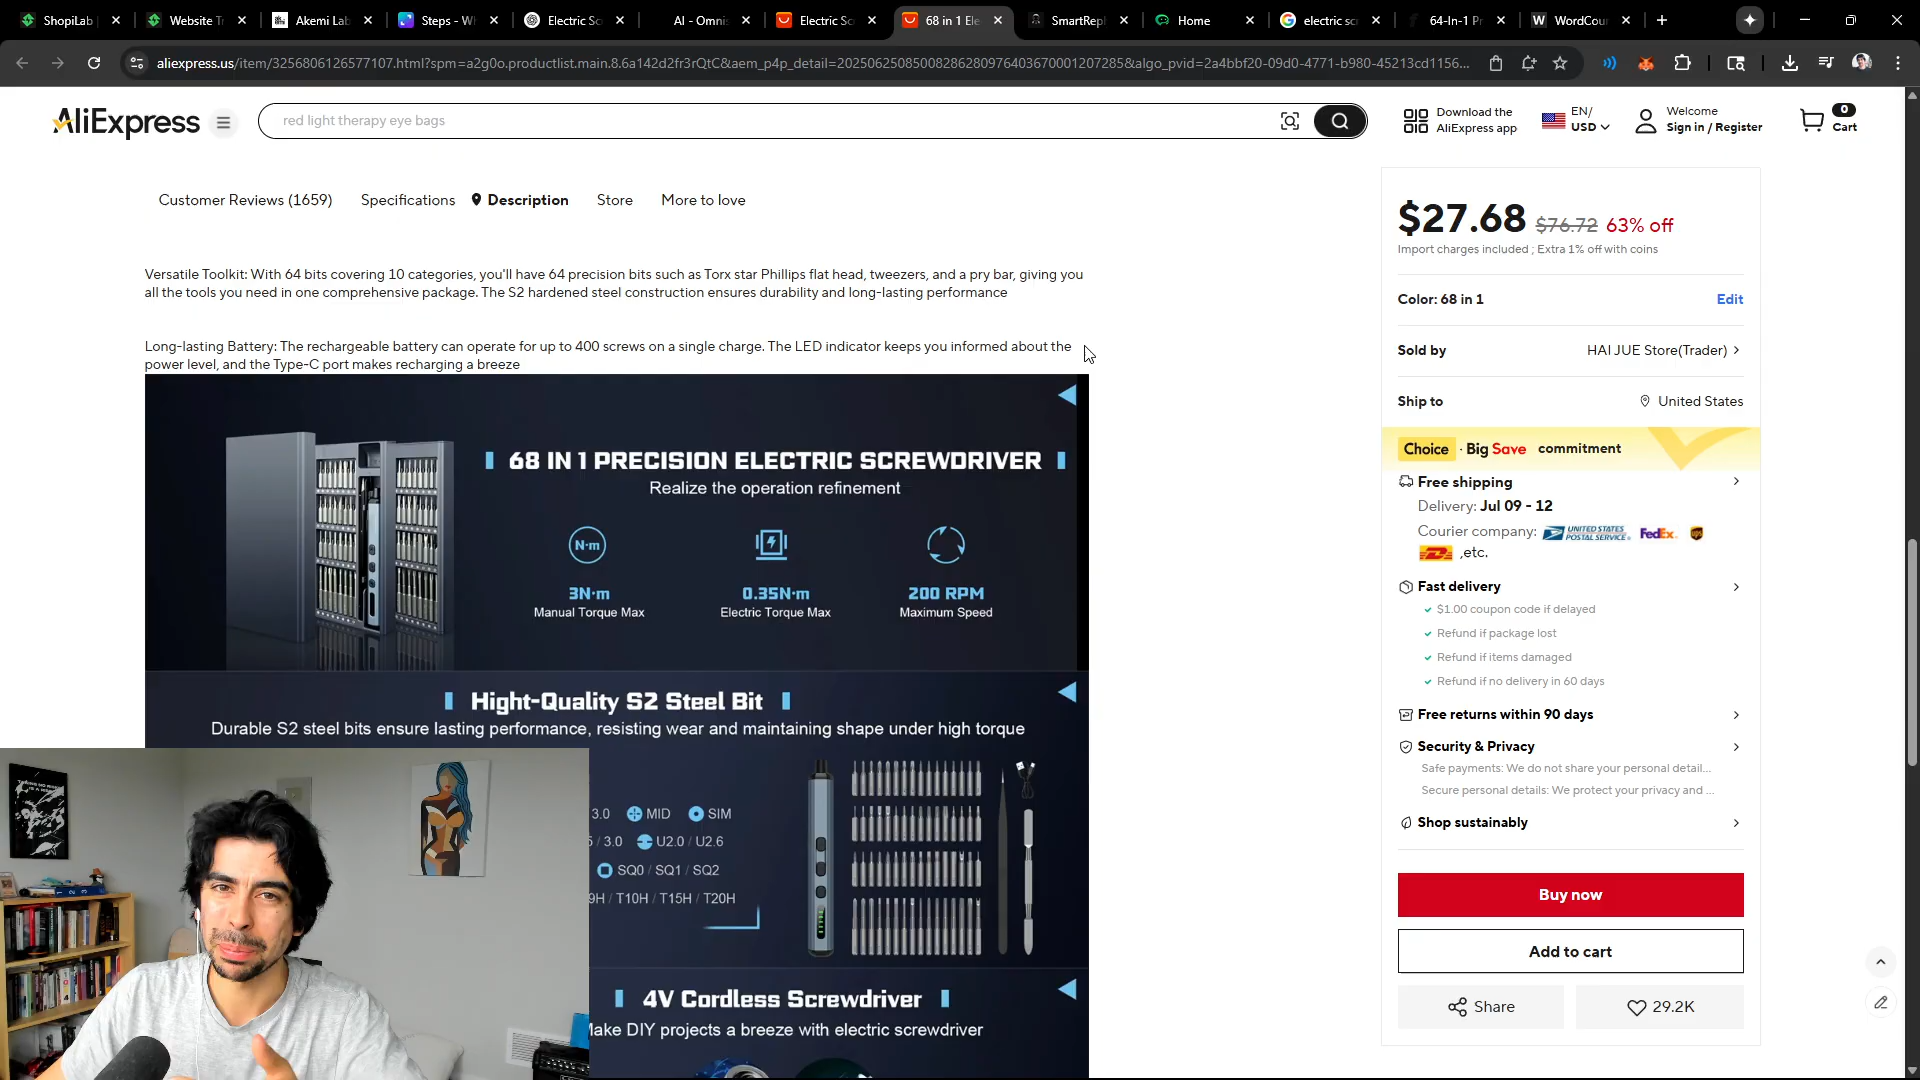 ShopiLab
Website Tr
Akemi Lab
Steps - Wh
Electric Sc
AI - Omnis
Electric Sc
68 in 1 Ele
SmartRepl
Home
electric sc
64-In-1 Pr
WordCou
aliexpress.us/item/3256806126577107.html?spm=a2g0o.productlist.main.8.6a142d2fr3rQtC&aem_p4p_detail=202506250850082862809764036700012072858&algo_pvid=2a4bbf20-09d0-4771-b980-45213cd1156...
AliExpress
red light therapy eye bags
Download the
AliExpress app
EN/
USD
Welcome
Sign in / Register
0
Cart
Customer Reviews (1659)
Specifications
Description
Store
More to love
Versatile Toolkit: With 64 bits covering 10 categories, you'll have 64 precision bits such as Torx star Phillips flat head, tweezers, and a pry bar, giving you
all the tools you need in one comprehensive package. The S2 hardened steel construction ensures durability and long-lasting performance
Long-lasting Battery: The rechargeable battery can operate for up to 400 screws on a single charge. The LED indicator keeps you informed about the
power level, and the Type-C port makes recharging a breeze
68 IN 1 PRECISION ELECTRIC SCREWDRIVER
Realize the operation refinement
N·m
3N·m
Manual Torque Max
0.35N·m
Electric Torque Max
200 RPM
Maximum Speed
Hight-Quality S2 Steel Bit
Durable S2 steel bits ensure lasting performance, resisting wear and maintaining shape under high torque
3.0 MID SIM
/ 3.0 U2.0 / U2.6
SQ0 / SQ1 / SQ2
9H / T10H / T15H / T20H
4V Cordless Screwdriver
Make DIY projects a breeze with electric screwdriver
$27.68 $76.72 63% off
Import charges included ; Extra 1% off with coins
Color: 68 in 1
Edit
Sold by
HAI JUE Store(Trader)
Ship to
United States
Choice · Big Save commitment
Free shipping
Delivery: Jul 09 - 12
Courier company: UNITED STATES POSTAL SERVICE FedEx
DHL ,etc.
Fast delivery
$1.00 coupon code if delayed
Refund if package lost
Refund if items damaged
Refund if no delivery in 60 days
Free returns within 90 days
Security & Privacy
Safe payments: We do not share your personal detail...
Secure personal details: We protect your privacy and ...
Shop sustainably
Buy now
Add to cart
Share
29.2K